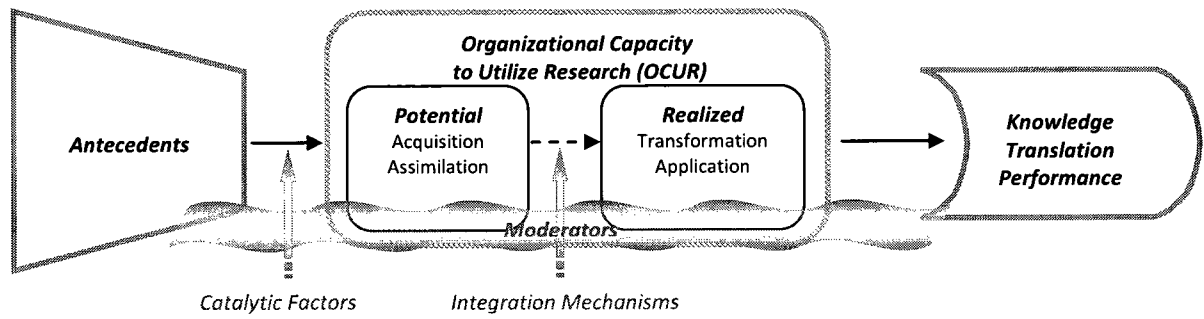 Organizational Capacity
to Utilize Research (OCUR)
Antecedents
Potential
Acquisition
Assimilation
Realized
Transformation
Application
Knowledge
Translation
Performance
Moderators
Catalytic Factors
Integration Mechanisms